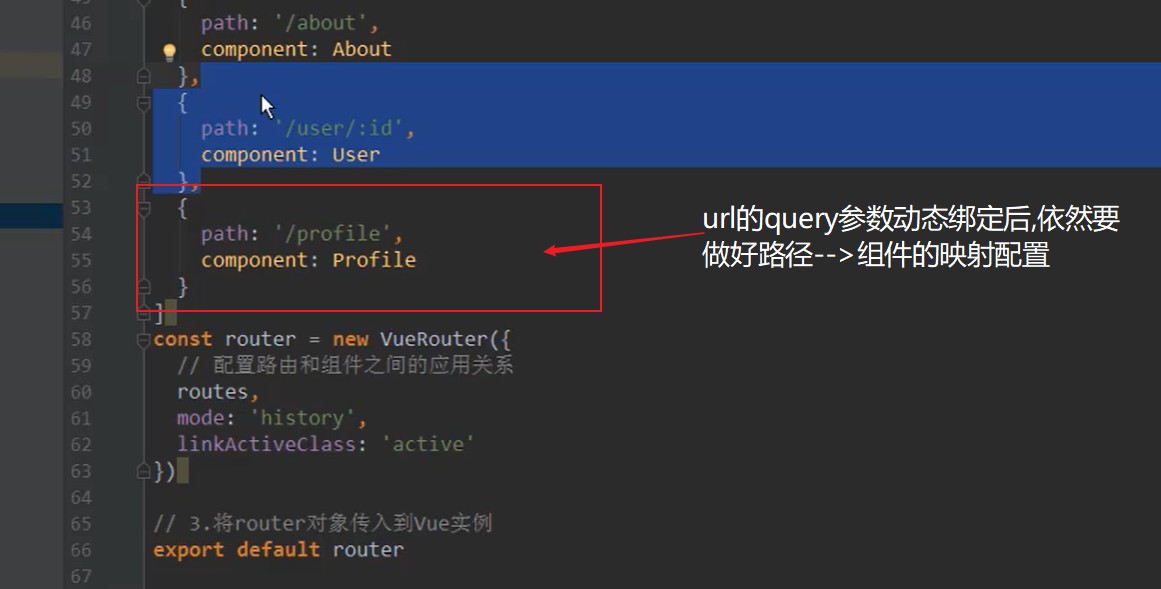 45 {
46 path: '/about',
47 component: About
48 },
49 {
50 path: '/user/:id',
51 component: User
52 },
53 {
54 path: '/profile',
55 component: Profile
56 }
57 ]
url的query参数动态绑定后,依然要
做好路径-->组件的映射配置
58 const router = new VueRouter({
59 // 配置路由和组件之间的应用关系
60 routes,
61 mode: 'history',
62 linkActiveClass: 'active'
63 })
64
65 // 3.将router对象传入到Vue实例
66 export default router
67